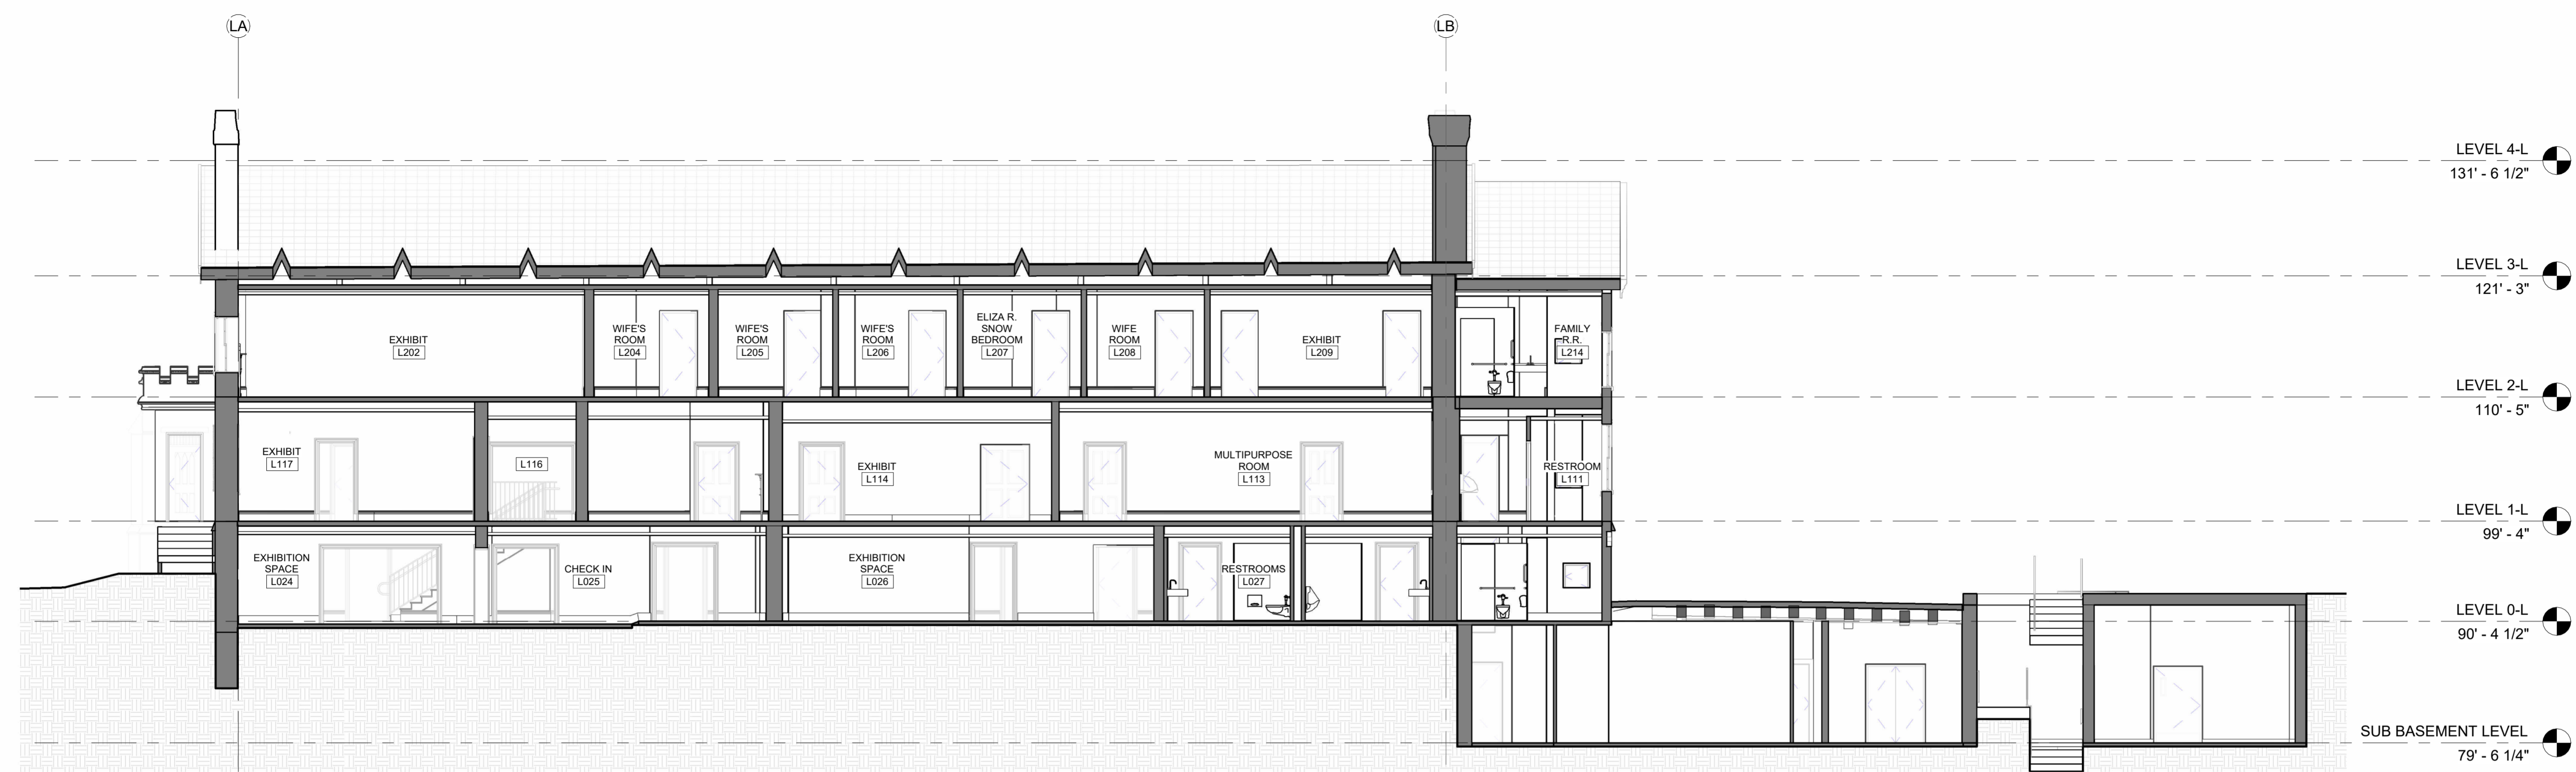 LA
LB
LEVEL 4-L
131' - 6 1/2"
LEVEL 3-L
121' - 3"
EXHIBIT
L202
WIFE'S
ROOM
L204
WIFE'S
ROOM
L205
WIFE'S
ROOM
L206
ELIZA R.
SNOW
BEDROOM
L207
WIFE
ROOM
L208
EXHIBIT
L209
FAMILY
R.R.
L214
LEVEL 2-L
110' - 5"
EXHIBIT
L117
L116
EXHIBIT
L114
MULTIPURPOSE
ROOM
L113
RESTROOM
L111
LEVEL 1-L
99' - 4"
EXHIBITION
SPACE
L024
CHECK IN
L025
EXHIBITION
SPACE
L026
RESTROOMS
L027
LEVEL 0-L
90' - 4 1/2"
SUB BASEMENT LEVEL
79' - 6 1/4"